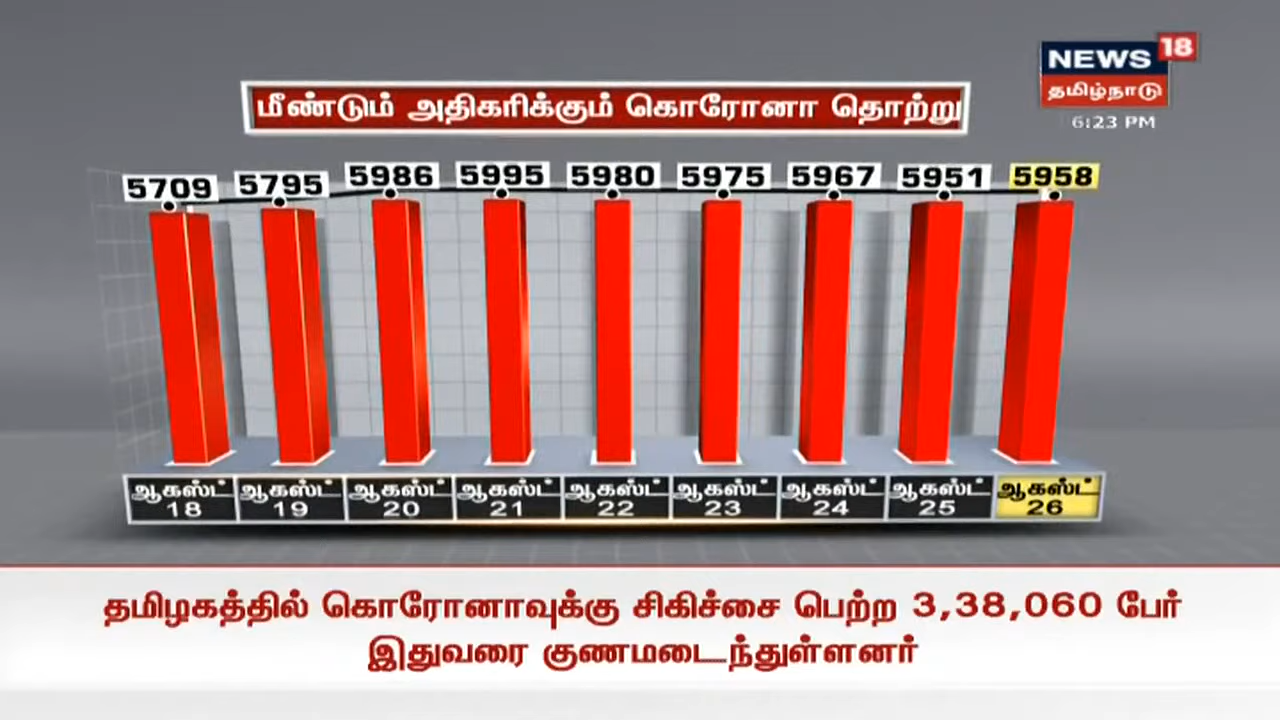 NEWS 18
தமிழ்நாடு
6:23 PM
மீண்டும் அதிகரிக்கும் கொரோனா தொற்று
5709 5795 5986 5995 5980 5975 5967 5951 5958
ஆகஸ்ட் ஆகஸ்ட் ஆகஸ்ட் ஆகஸ்ட் ஆகஸ்ட் ஆகஸ்ட் ஆகஸ்ட் ஆகஸ்ட் ஆகஸ்ட்
18 19 20 21 22 23 24 25 26
தமிழகத்தில் கொரோனாவுக்கு சிகிச்சை பெற்ற 3,38,060 பேர்
இதுவரை குணமடைந்துள்ளனர்